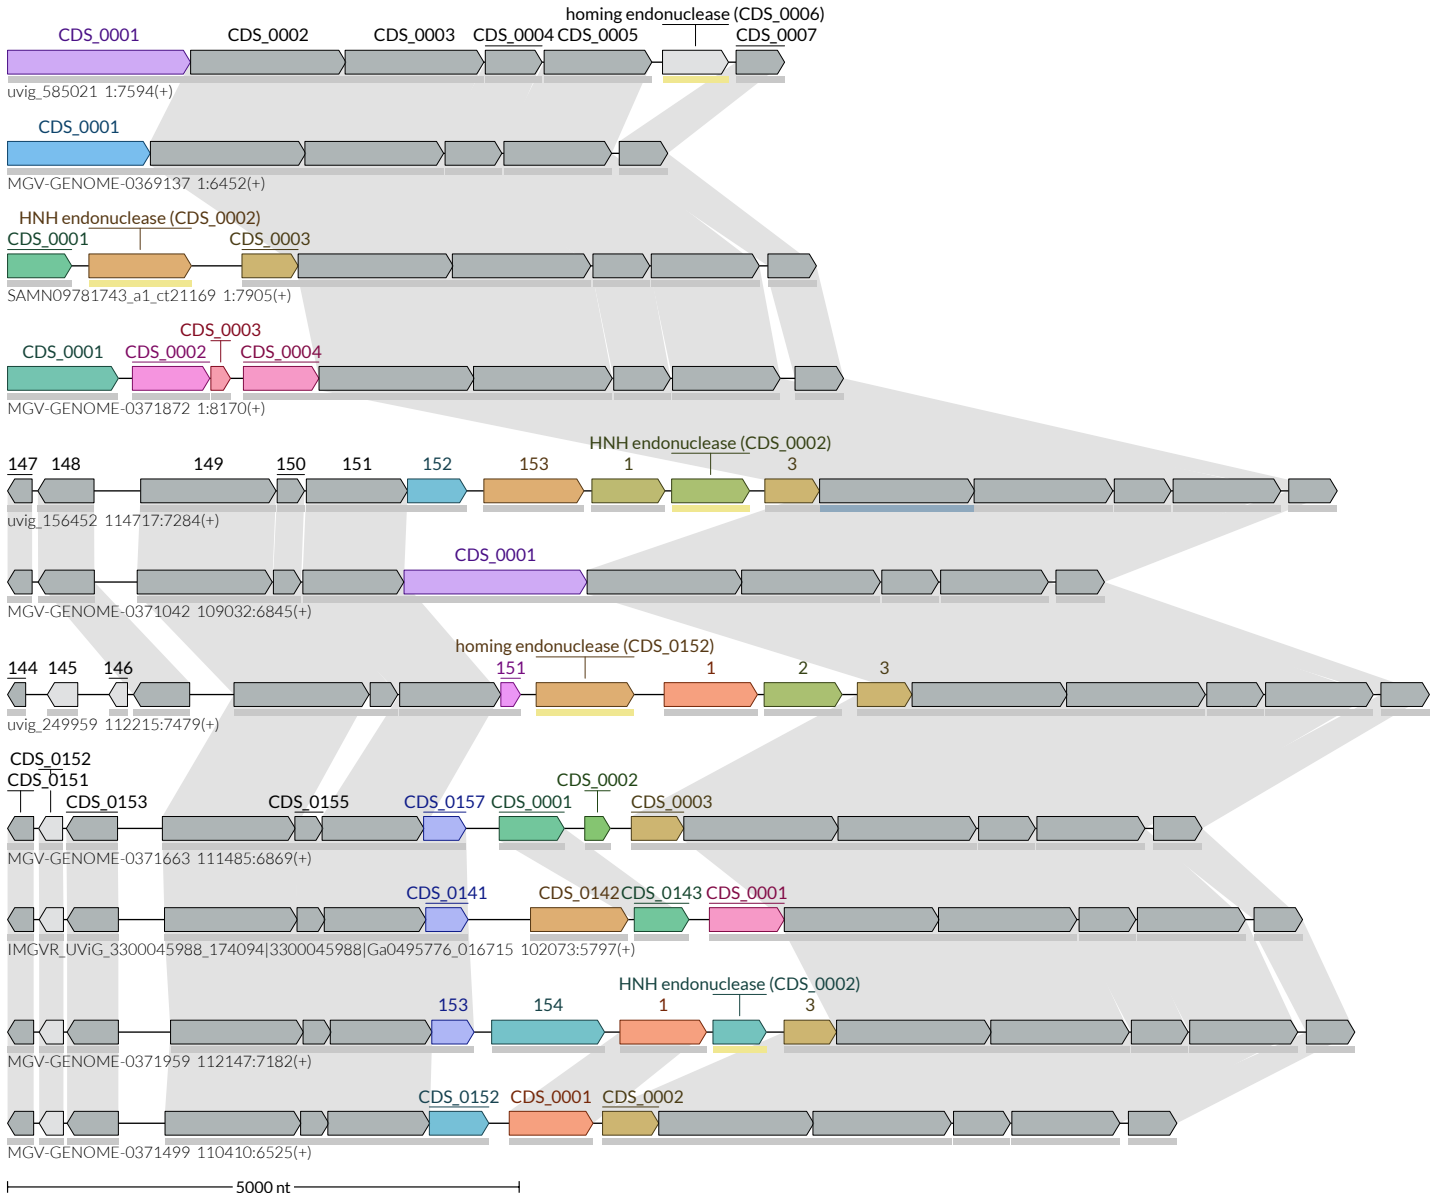 homing endonuclease (CDS_0006)
CDS_0001 CDS_0002 CDS_0003 CDS_0004 CDS_0005 CDS_0007
uvig_585021 1:7594(+)
CDS_0001
MGV-GENOME-0369137 1:6452(+)
HNH endonuclease (CDS_0002)
CDS_0001 CDS_0003
SAMN09781743_a1_ct21169 1:7905(+)
CDS_0003
CDS_0001 CDS_0002 CDS_0004
MGV-GENOME-0371872 1:8170(+)
HNH endonuclease (CDS_0002)
147 148 149 150 151 152 153 1 3
uvig_156452 114717:7284(+)
CDS_0001
MGV-GENOME-0371042 109032:6845(+)
homing endonuclease (CDS_0152)
144 145 146 151 1 2 3
uvig_249959 112215:7479(+)
CDS_0152
CDS_0151 CDS_0002
CDS_0153 CDS_0155 CDS_0157 CDS_0001 CDS_0003
MGV-GENOME-0371663 111485:6869(+)
CDS_0141 CDS_0142 CDS_0143 CDS_0001
IMGVR_UViG_3300045988_174094|3300045988|Ga0495776_016715 102073:5797(+)
HNH endonuclease (CDS_0002)
153 154 1 3
MGV-GENOME-0371959 112147:7182(+)
CDS_0152 CDS_0001 CDS_0002
MGV-GENOME-0371499 110410:6525(+)
5000 nt